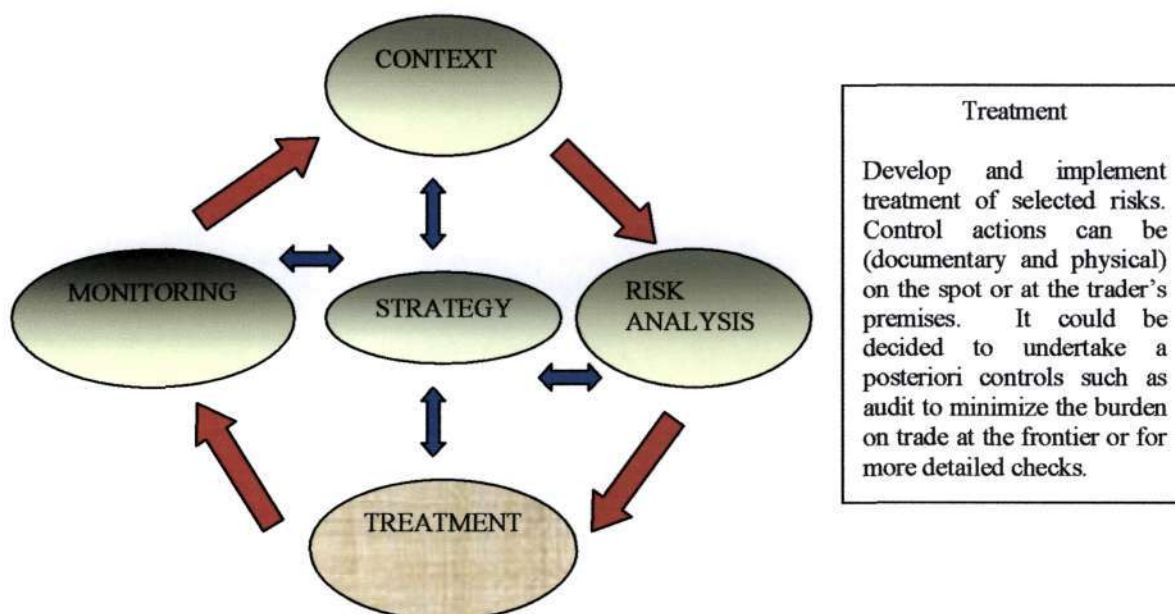 CONTEXT
MONITORING
STRATEGY
RISK
ANALYSIS
TREATMENT
Treatment
Develop and implement
treatment of selected risks.
Control actions can be
(documentary and physical)
on the spot or at the trader's
premises. It could be
decided to undertake a
posteriori controls such as
audit to minimize the burden
on trade at the frontier or for
more detailed checks.